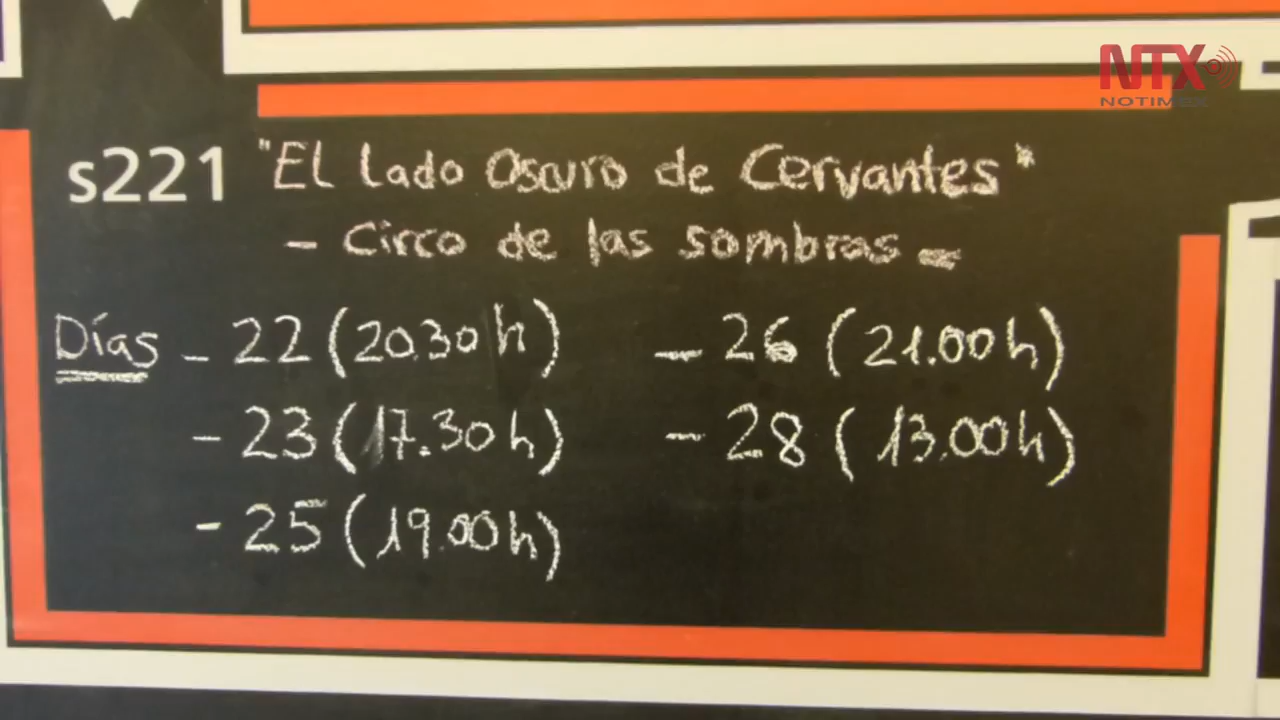 NTX
NOTIMEX
s221 "El lado Oscuro de Cervantes"
- Circo de las sombras -
Días - 22 (20.30 h) - 26 (21.00 h)
- 23 (17.30 h) - 28 (13.00 h)
- 25 (19.00 h)